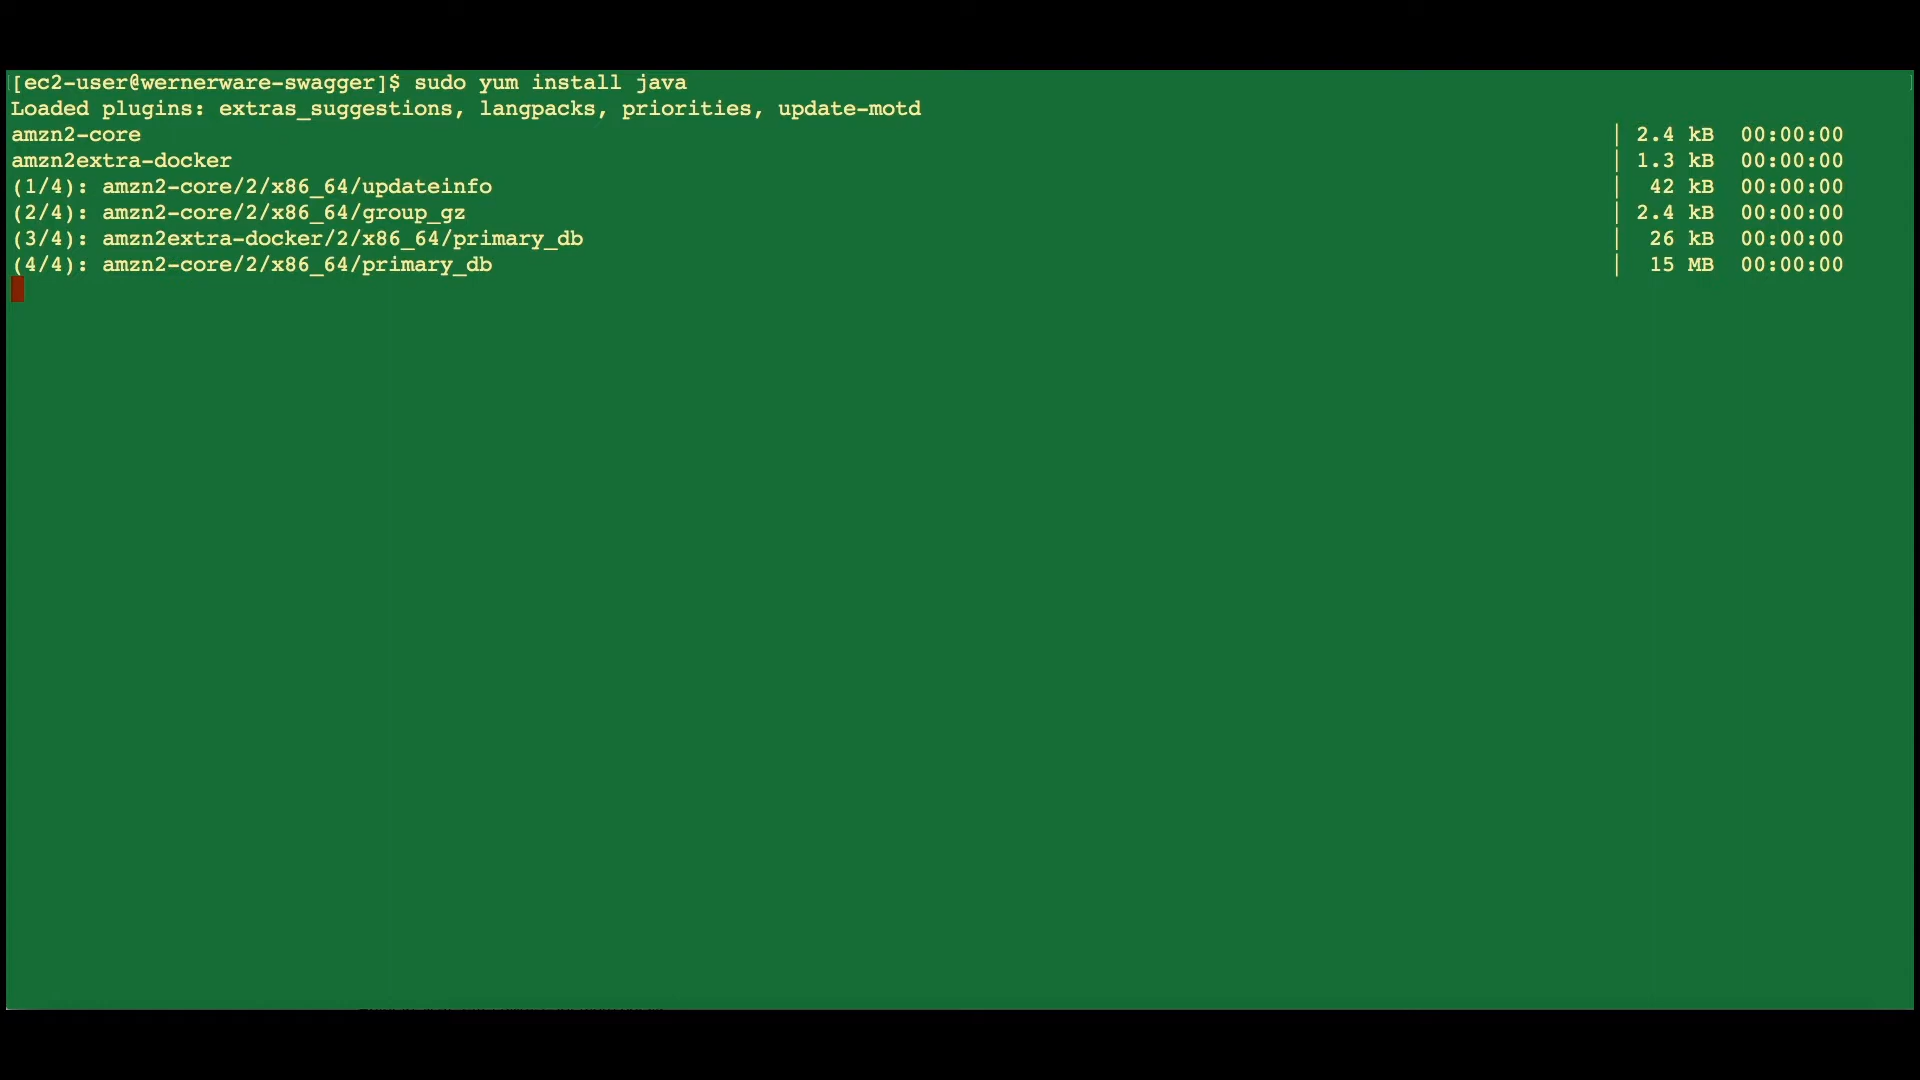 [ec2-user@wernerware-swagger]$ sudo yum install java
Loaded plugins: extras_suggestions, langpacks, priorities, update-motd
amzn2-core | 2.4 kB 00:00:00
amzn2extra-docker | 1.3 kB 00:00:00
(1/4): amzn2-core/2/x86_64/updateinfo | 42 kB 00:00:00
(2/4): amzn2-core/2/x86_64/group_gz | 2.4 kB 00:00:00
(3/4): amzn2extra-docker/2/x86_64/primary_db | 26 kB 00:00:00
(4/4): amzn2-core/2/x86_64/primary_db | 15 MB 00:00:00